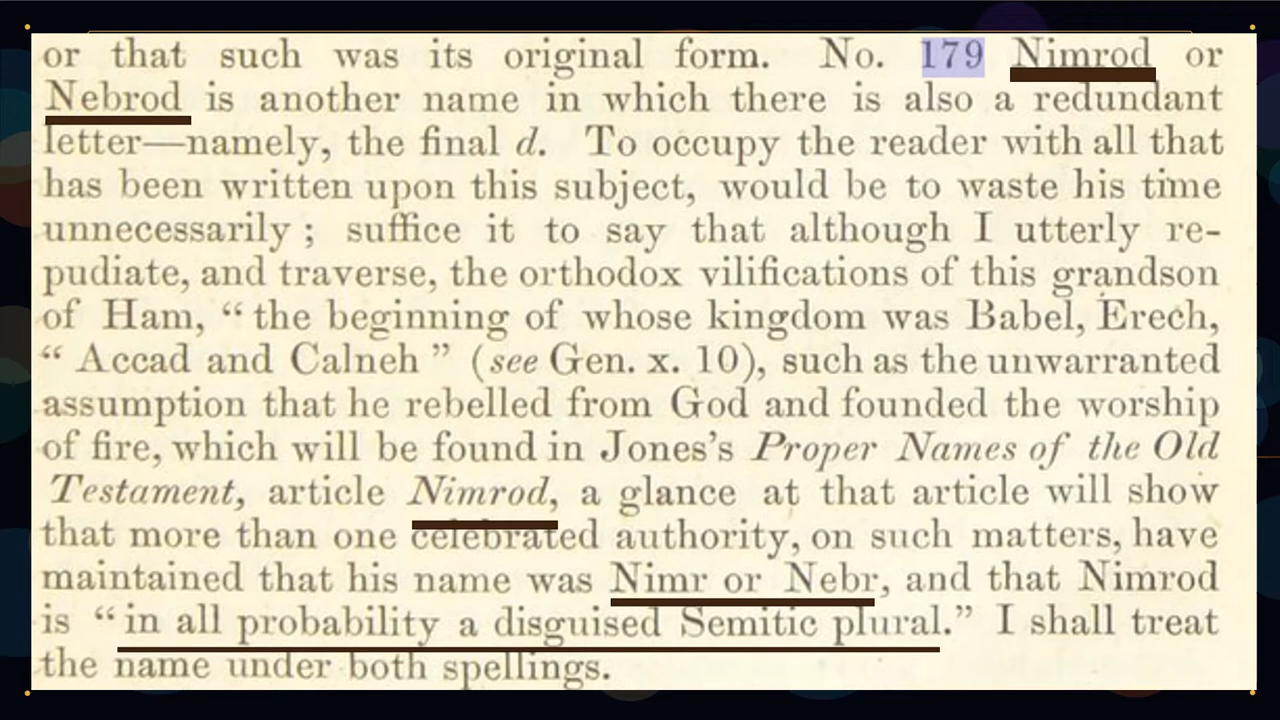 or that such was its original form. No. 179 Nimrod or
Nebrod is another name in which there is also a redundant
letter—namely, the final d. To occupy the reader with all that
has been written upon this subject, would be to waste his time
unnecessarily ; suffice it to say that although I utterly re-
pudiate, and traverse, the orthodox vilifications of this grandson
of Ham, “ the beginning of whose kingdom was Babel, Erech,
“ Accad and Calneh ” (see Gen. x. 10), such as the unwarranted
assumption that he rebelled from God and founded the worship
of fire, which will be found in Jones’s Proper Names of the Old
Testament, article Nimrod, a glance at that article will show
that more than one celebrated authority, on such matters, have
maintained that his name was Nimr or Nebr, and that Nimrod
is “ in all probability a disguised Semitic plural.” I shall treat
the name under both spellings.